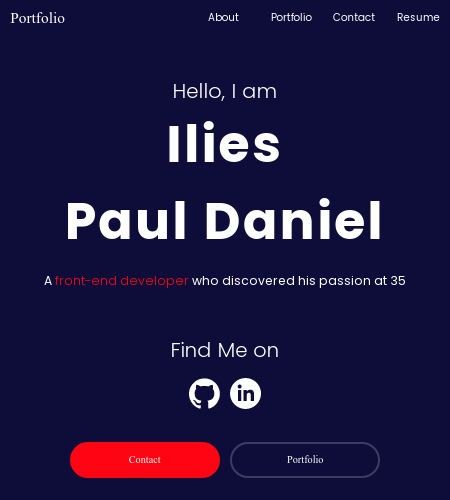 Portfolio About Portfolio Contact Resume
Hello, I am
Ilies
Paul Daniel
A front-end developer who discovered his passion at 35
Find Me on
in
Contact Portfolio